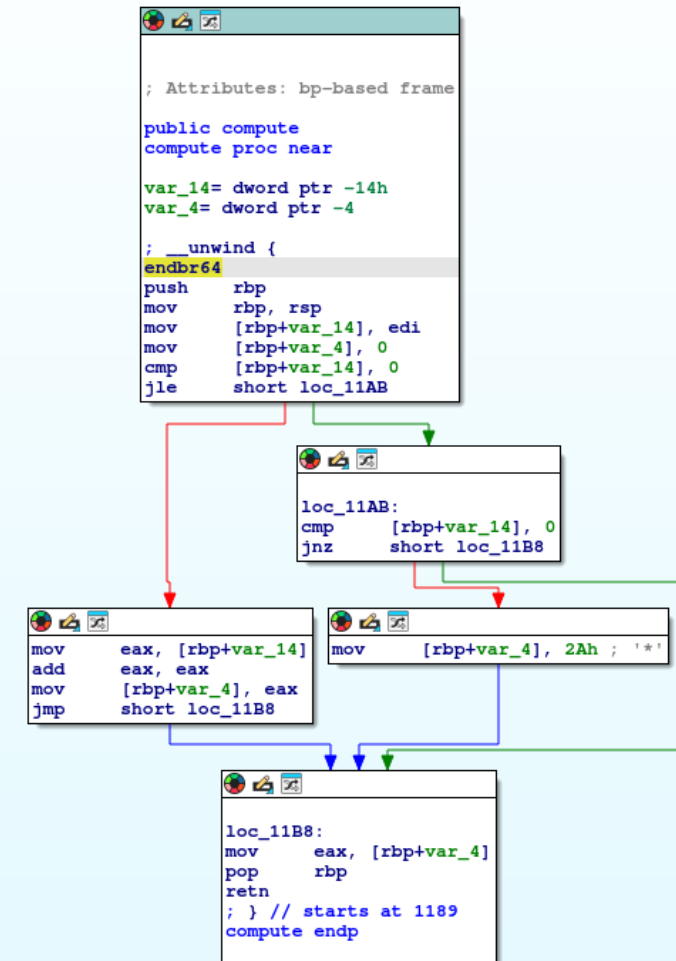 ; Attributes: bp-based frame
public compute
compute proc near
var_14= dword ptr -14h
var_4= dword ptr -4
; __unwind {
endbr64
push rbp
mov rbp, rsp
mov [rbp+var_14], edi
mov [rbp+var_4], 0
cmp [rbp+var_14], 0
jle short loc_11AB
loc_11AB:
cmp [rbp+var_14], 0
jnz short loc_11B8
mov eax, [rbp+var_14]
add eax, eax
mov [rbp+var_4], eax
jmp short loc_11B8
mov [rbp+var_4], 2Ah ; '*'
loc_11B8:
mov eax, [rbp+var_4]
pop rbp
retn
; } // starts at 1189
compute endp